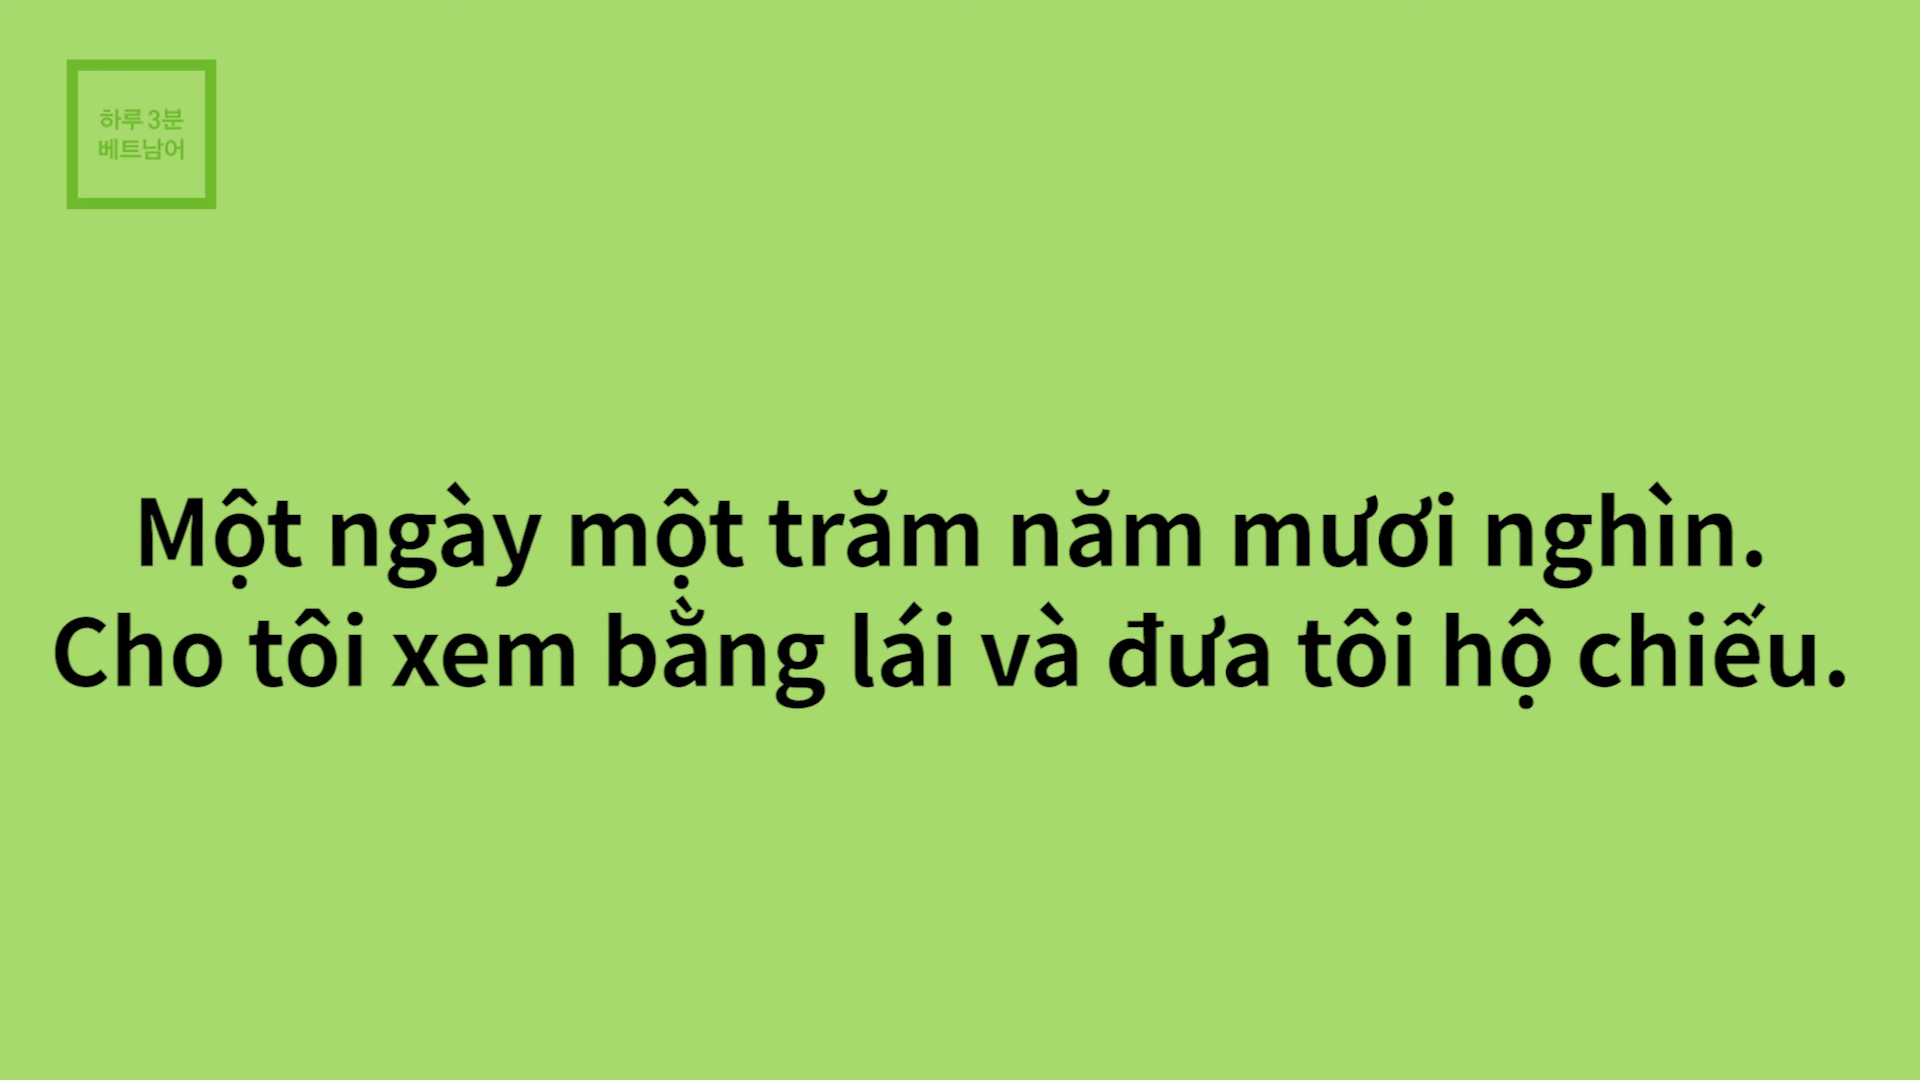 하루 3분
베트남어
Một ngày một trăm năm mươi nghìn.
Cho tôi xem bằng lái và đưa tôi hộ chiếu.